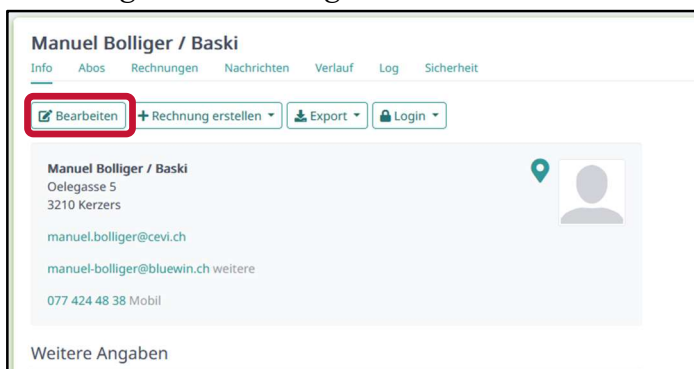 Manuel Bolliger / Baski
Info Abos Rechnungen Nachrichten Verlauf Log Sicherheit
Bearbeiten + Rechnung erstellen Export Login
Manuel Bolliger / Baski
Oelegasse 5
3210 Kerzers
manuel.bolliger@cevi.ch
manuel-bolliger@bluewin.ch weitere
077 424 48 38 Mobil
Weitere Angaben